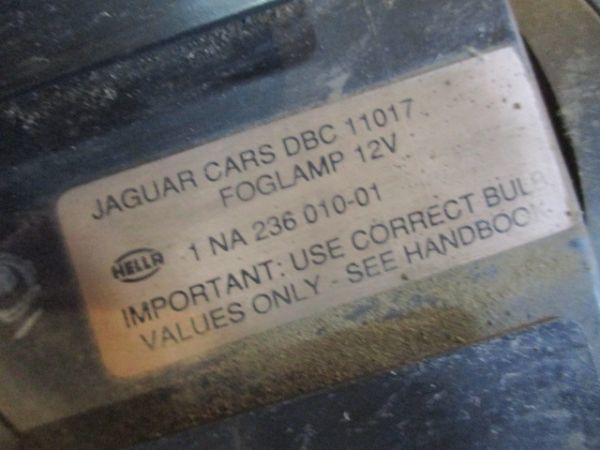 JAGUAR CARS DBC 11017
FOGLAMP 12V
HELLA 1 NA 236 010-01
IMPORTANT: USE CORRECT BULB
VALUES ONLY - SEE HANDBOOK